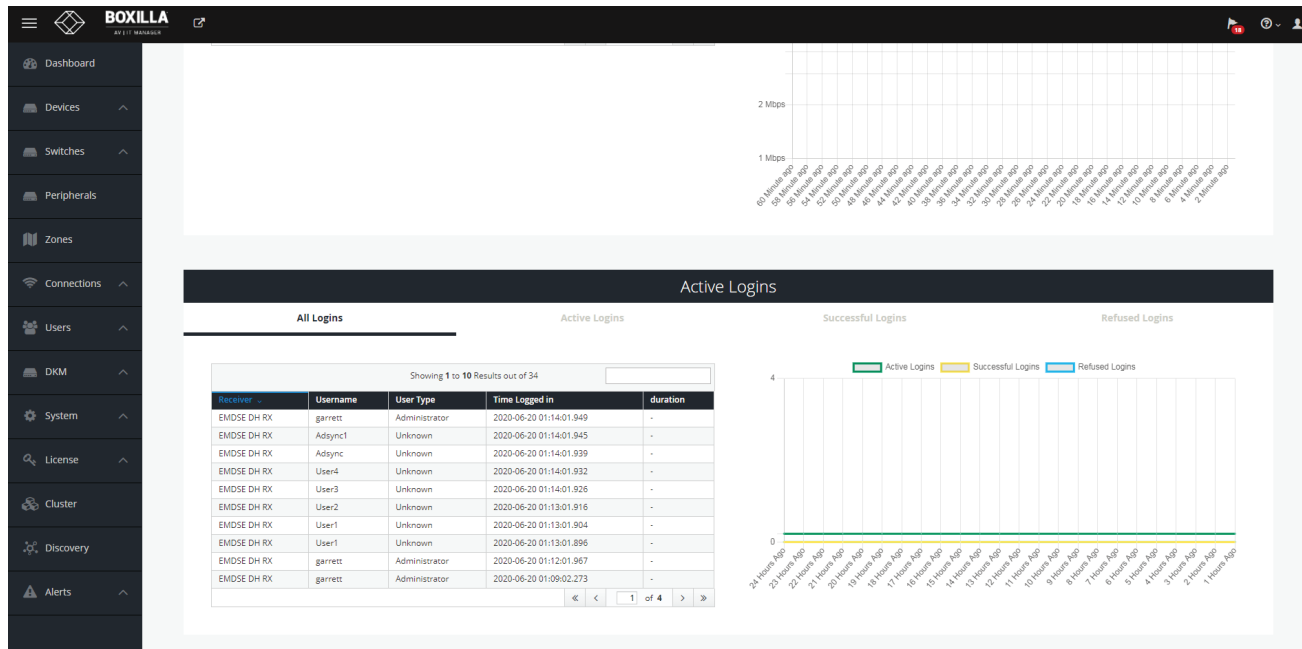 BOXILLA
AV | IT MANAGER
18
Dashboard
Devices
Switches
Peripherals
Zones
Connections
Users
DKM
System
License
Cluster
Discovery
Alerts
2 Mbps
1 Mbps
60 Minute ago
58 Minute ago
56 Minute ago
54 Minute ago
52 Minute ago
50 Minute ago
48 Minute ago
46 Minute ago
44 Minute ago
42 Minute ago
40 Minute ago
38 Minute ago
36 Minute ago
34 Minute ago
32 Minute ago
30 Minute ago
28 Minute ago
26 Minute ago
24 Minute ago
22 Minute ago
20 Minute ago
18 Minute ago
16 Minute ago
14 Minute ago
12 Minute ago
10 Minute ago
8 Minute ago
6 Minute ago
4 Minute ago
2 Minute ago
Active Logins
All Logins Active Logins Successful Logins Refused Logins
Showing 1 to 10 Results out of 34
Receiver Username User Type Time Logged in duration
EMDSE DH RX garrett Administrator 2020-06-20 01:14:01.949 -
EMDSE DH RX Adsync1 Unknown 2020-06-20 01:14:01.945 -
EMDSE DH RX Adsync Unknown 2020-06-20 01:14:01.939 -
EMDSE DH RX User4 Unknown 2020-06-20 01:14:01.932 -
EMDSE DH RX User3 Unknown 2020-06-20 01:14:01.926 -
EMDSE DH RX User2 Unknown 2020-06-20 01:13:01.916 -
EMDSE DH RX User1 Unknown 2020-06-20 01:13:01.904 -
EMDSE DH RX User1 Unknown 2020-06-20 01:13:01.896 -
EMDSE DH RX garrett Administrator 2020-06-20 01:12:01.967 -
EMDSE DH RX garrett Administrator 2020-06-20 01:09:02.273 -
« < 1 of 4 > »
Active Logins Successful Logins Refused Logins
4
0
24 Hours Ago
23 Hours Ago
22 Hours Ago
21 Hours Ago
20 Hours Ago
19 Hours Ago
18 Hours Ago
17 Hours Ago
16 Hours Ago
15 Hours Ago
14 Hours Ago
13 Hours Ago
12 Hours Ago
11 Hours Ago
10 Hours Ago
9 Hours Ago
8 Hours Ago
7 Hours Ago
6 Hours Ago
5 Hours Ago
4 Hours Ago
3 Hours Ago
2 Hours Ago
1 Hours Ago